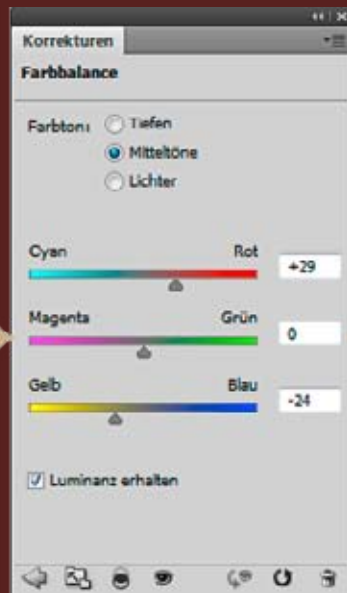 Korrekturen
Farbbalance
Farbton: Tiefen
Mitteltöne
Lichter
Cyan Rot +29
Magenta Grün 0
Gelb Blau -24
Luminanz erhalten